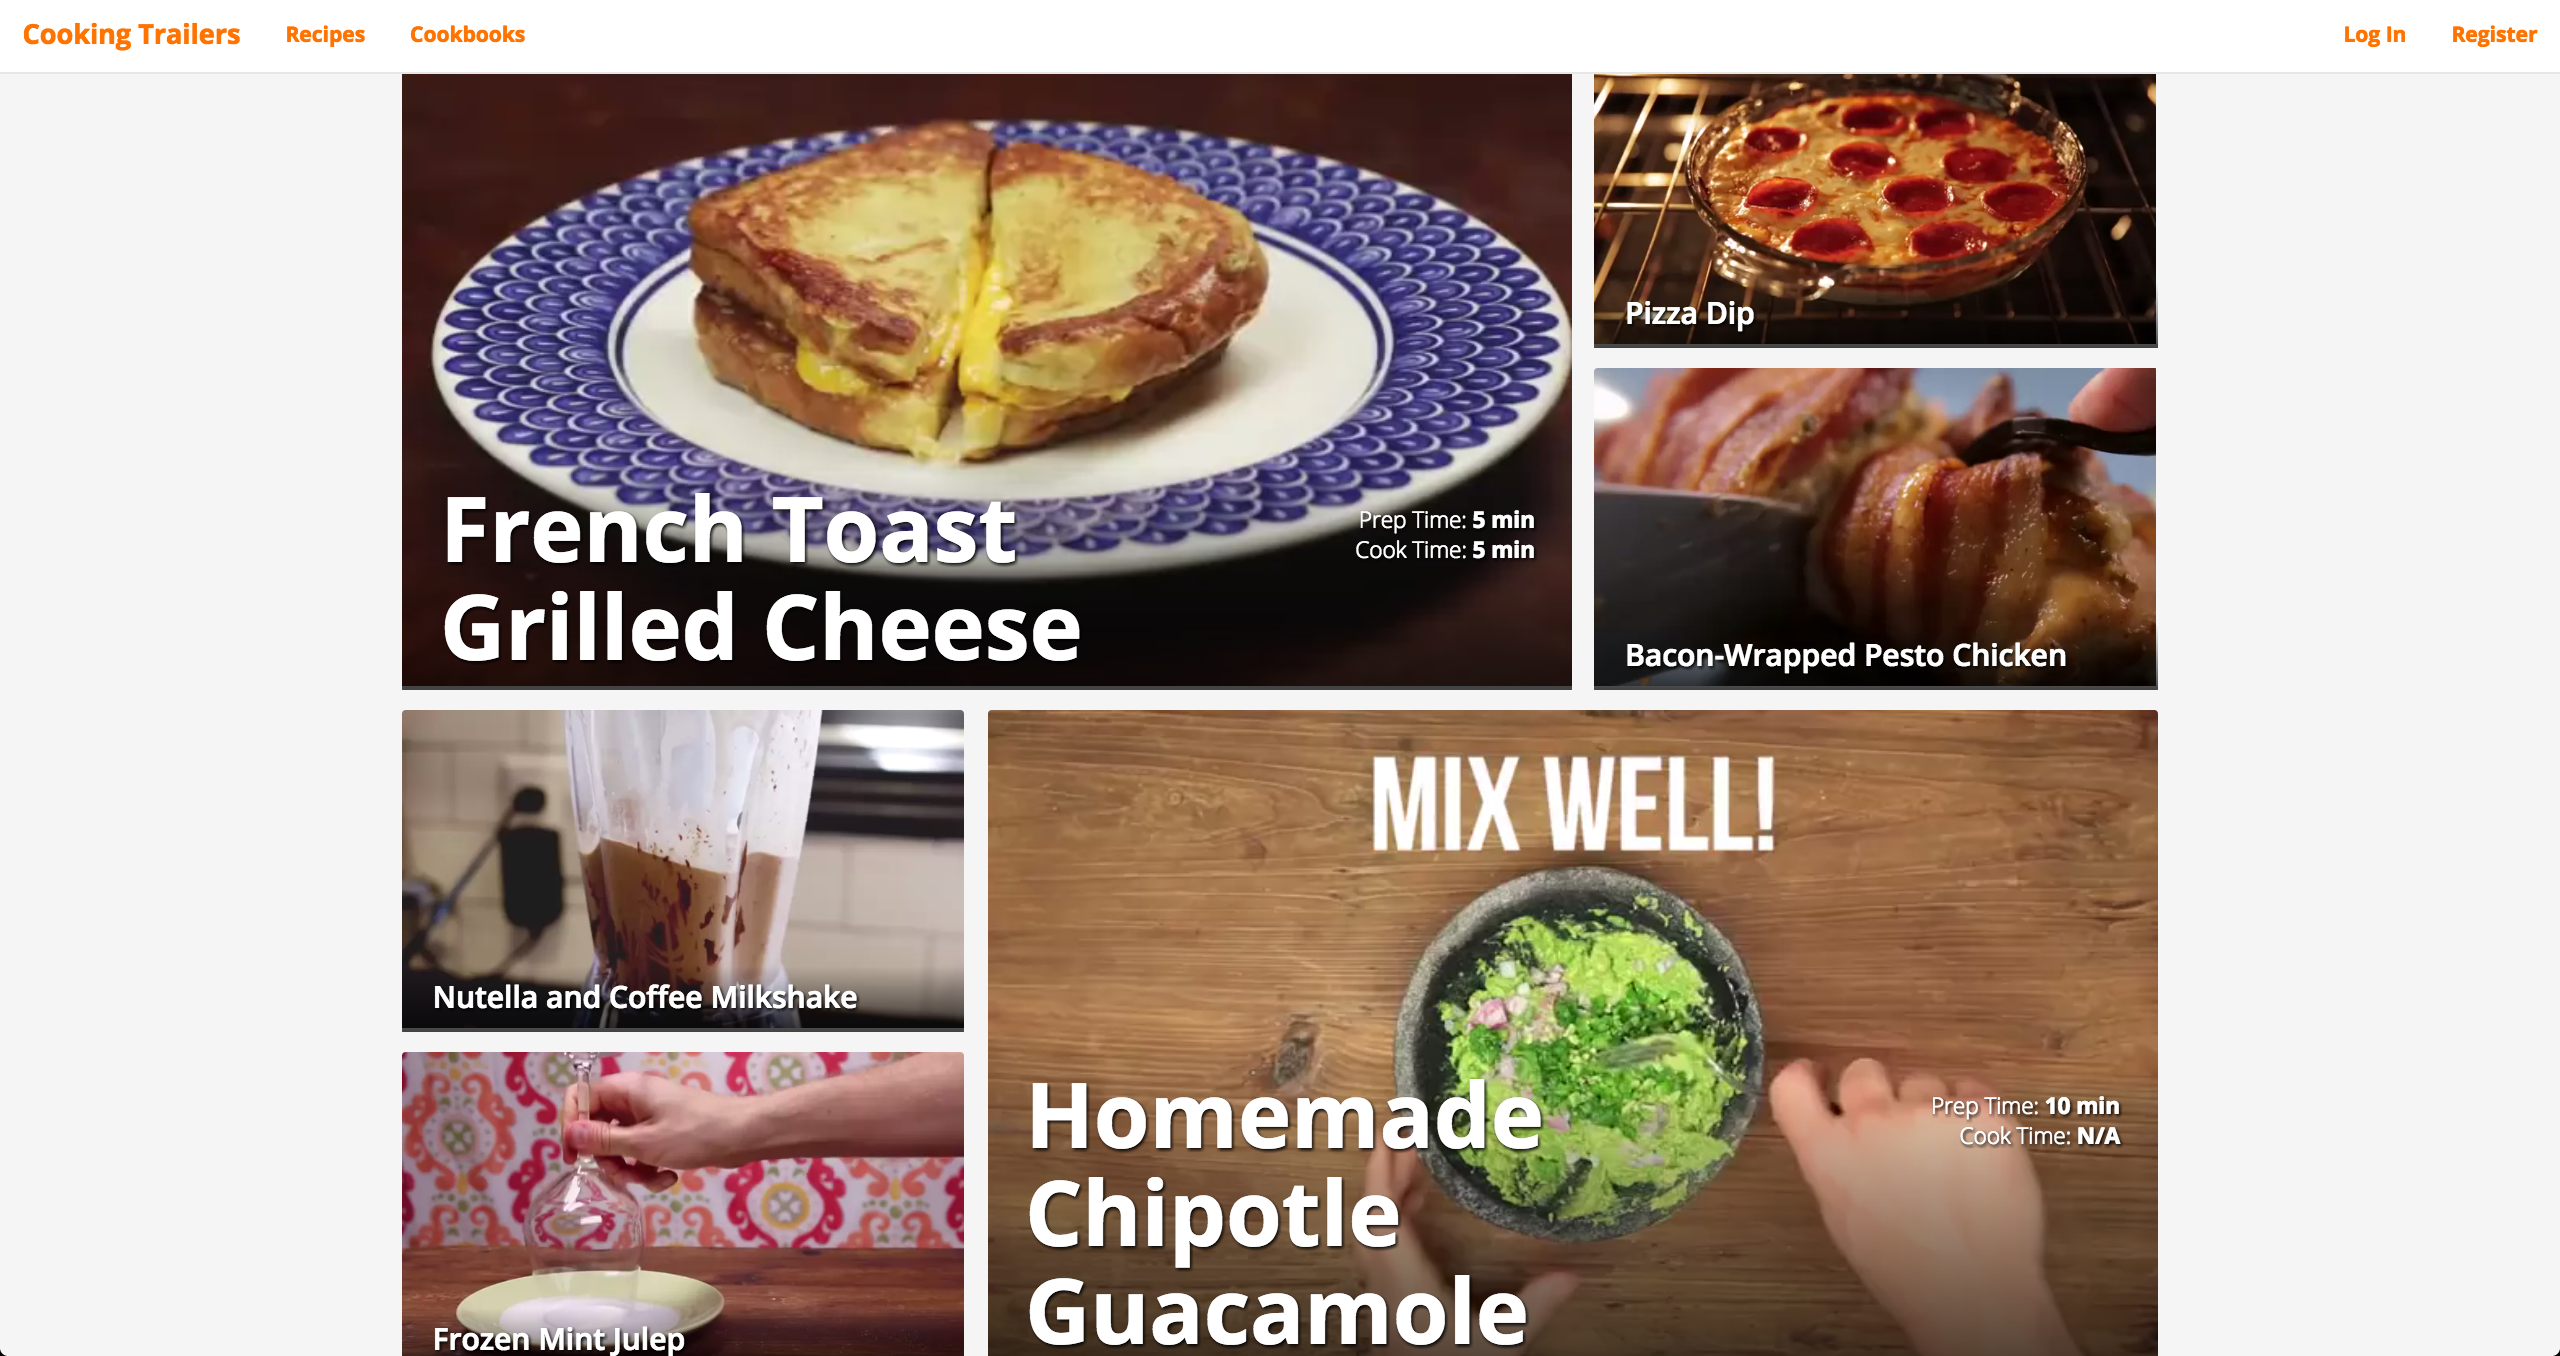 Cooking Trailers
Recipes
Cookbooks
Log In
Register
French Toast
Grilled Cheese
Prep Time: 5 min
Cook Time: 5 min
Pizza Dip
Bacon-Wrapped Pesto Chicken
Nutella and Coffee Milkshake
MIX WELL!
Homemade
Chipotle
Guacamole
Prep Time: 10 min
Cook Time: N/A
Frozen Mint Julep